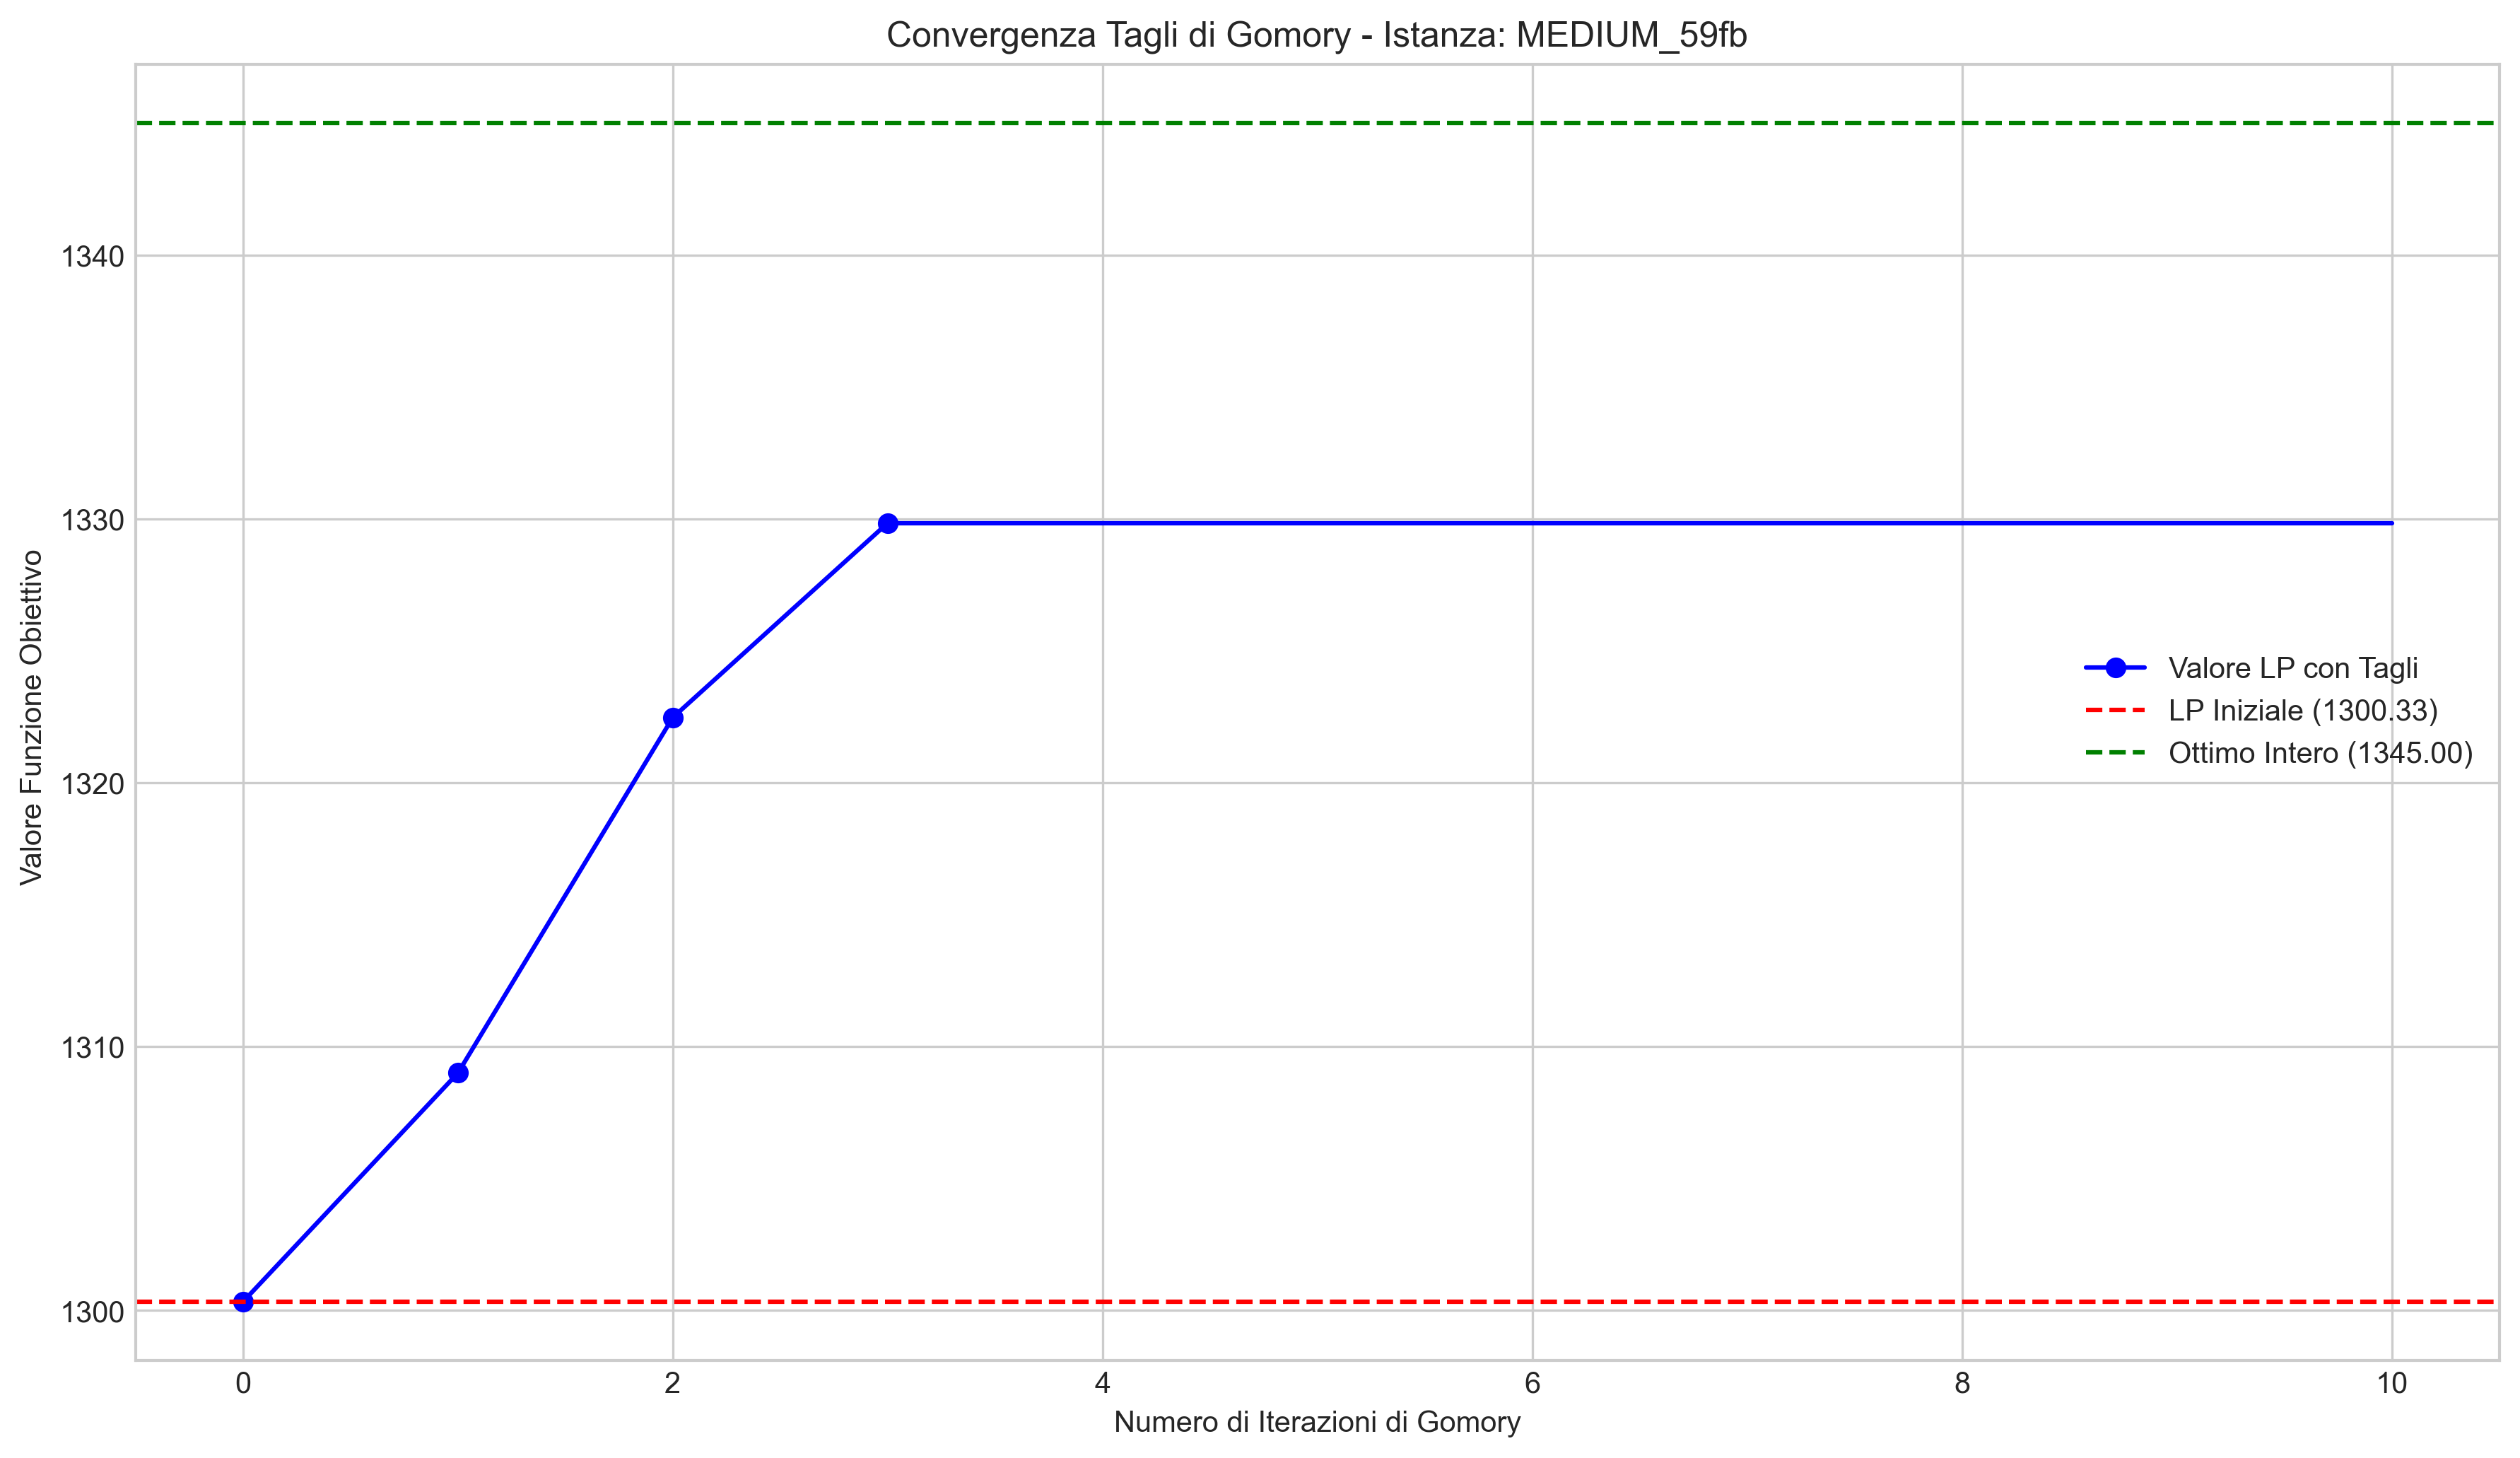 Convergenza Tagli di Gomory - Istanza: MEDIUM_59fb
Valore Funzione Obiettivo
1340
1330
1320
1310
1300
Valore LP con Tagli
LP Iniziale (1300.33)
Ottimo Intero (1345.00)
0 2 4 6 8 10
Numero di Iterazioni di Gomory